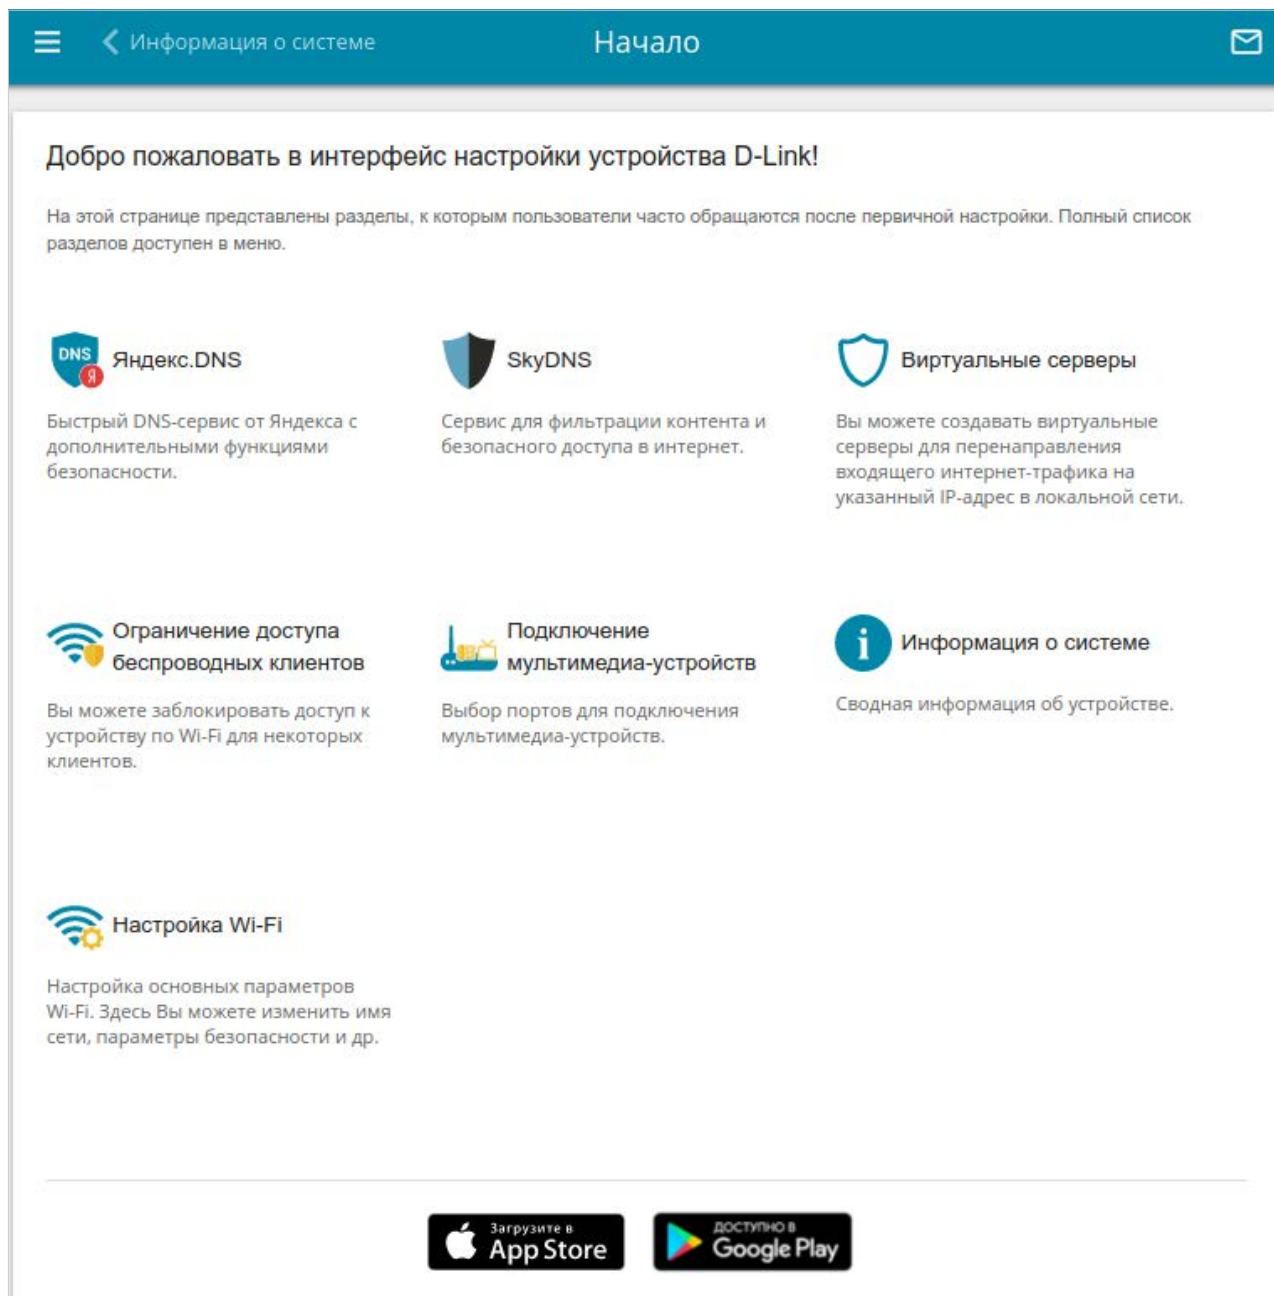 Информация о системе
Начало
Добро пожаловать в интерфейс настройки устройства D-Link!
На этой странице представлены разделы, к которым пользователи часто обращаются после первичной настройки. Полный список
разделов доступен в меню.
DNS
Я
Яндекс.DNS
Быстрый DNS-сервис от Яндекса с
дополнительными функциями
безопасности.
SkyDNS
Сервис для фильтрации контента и
безопасного доступа в интернет.
Виртуальные серверы
Вы можете создавать виртуальные
серверы для перенаправления
входящего интернет-трафика на
указанный IP-адрес в локальной сети.
Ограничение доступа
беспроводных клиентов
Вы можете заблокировать доступ к
устройству по Wi-Fi для некоторых
клиентов.
Подключение
мультимедиа-устройств
Выбор портов для подключения
мультимедиа-устройств.
i
Информация о системе
Сводная информация об устройстве.
Настройка Wi-Fi
Настройка основных параметров
Wi-Fi. Здесь Вы можете изменить имя
сети, параметры безопасности и др.
Загрузите в
App Store
ДОСТУПНО В
Google Play